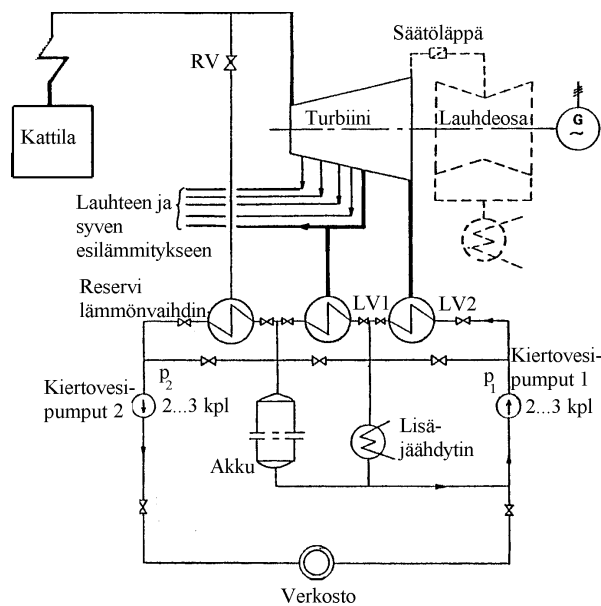 Säätöläppä
RV
Kattila
Turbiini
Lauhdeosa
G
~
Lauhteen ja
syven
esilämmitykseen
Reservi
lämmönvaihdin
LV1
LV2
Kiertovesi-
pumput 2
p2
2...3 kpl
Kiertovesi-
pumput 1
p1
2...3 kpl
Akku
Lisä-
jäähdytin
Verkosto